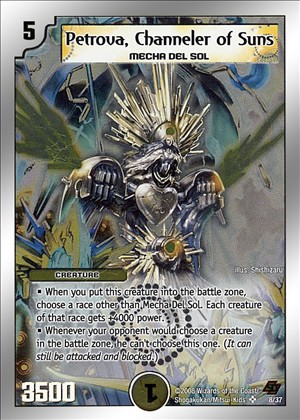 5
Petrova, Channeler of Suns
MECHA DEL SOL
illus. Shishizaru
CREATURE
▪ When you put this creature into the battle zone,
choose a race other than Mecha Del Sol. Each creature
of that race gets +4000 power.
▪ Whenever your opponent would choose a creature
in the battle zone, he can't choose this one. (It can
still be attacked and blocked.)
3500
1
©2006 Wizards of the Coast/
Shogakukan/Mitsui-Kids
8/37